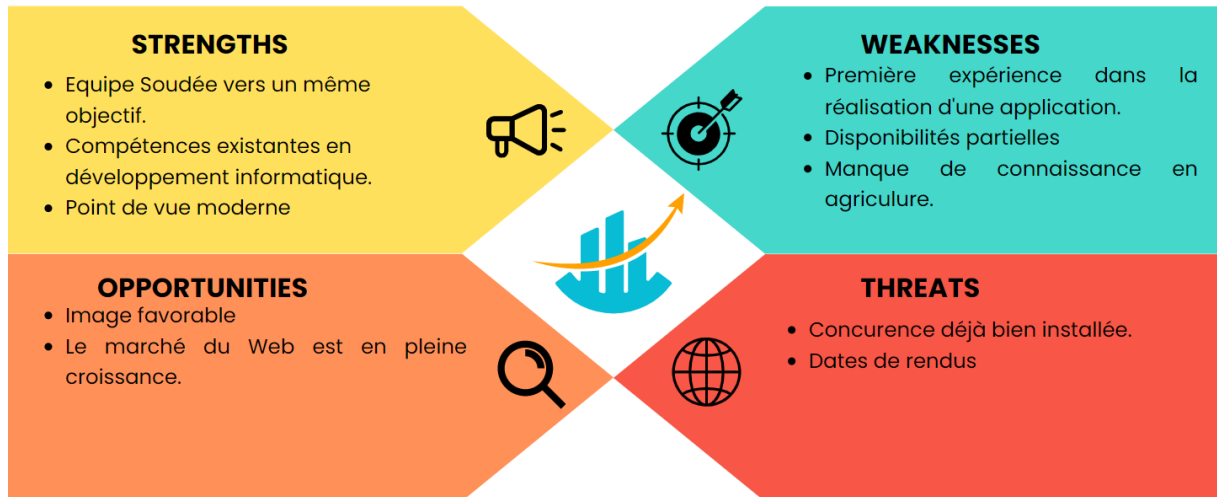 STRENGTHS
Equipe Soudée vers un même
objectif.
Compétences existantes en
développement informatique.
Point de vue moderne
WEAKNESSES
Première expérience dans la
réalisation d'une application.
Disponibilités partielles
Manque de connaissance en
agriculure.
OPPORTUNITIES
Image favorable
Le marché du Web est en pleine
croissance.
THREATS
Concurence déjà bien installée.
Dates de rendus